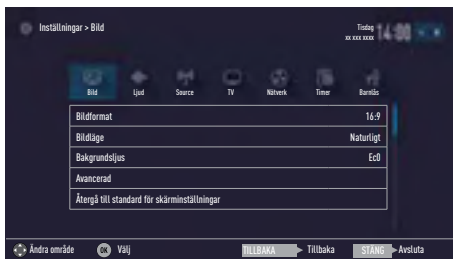 Inställningar > Bild
Tisdag
xx xxx xxxx
14:00
Bild Ljud Source TV Nätverk Timer Barnlås
Bildformat 16:9
Bildläge Naturligt
Bakgrundsljus Eco
Avancerad
Återgå till standard för skärminställningar
Ändra område OK Välj TILLBAKA Tillbaka STÄNG Avsluta